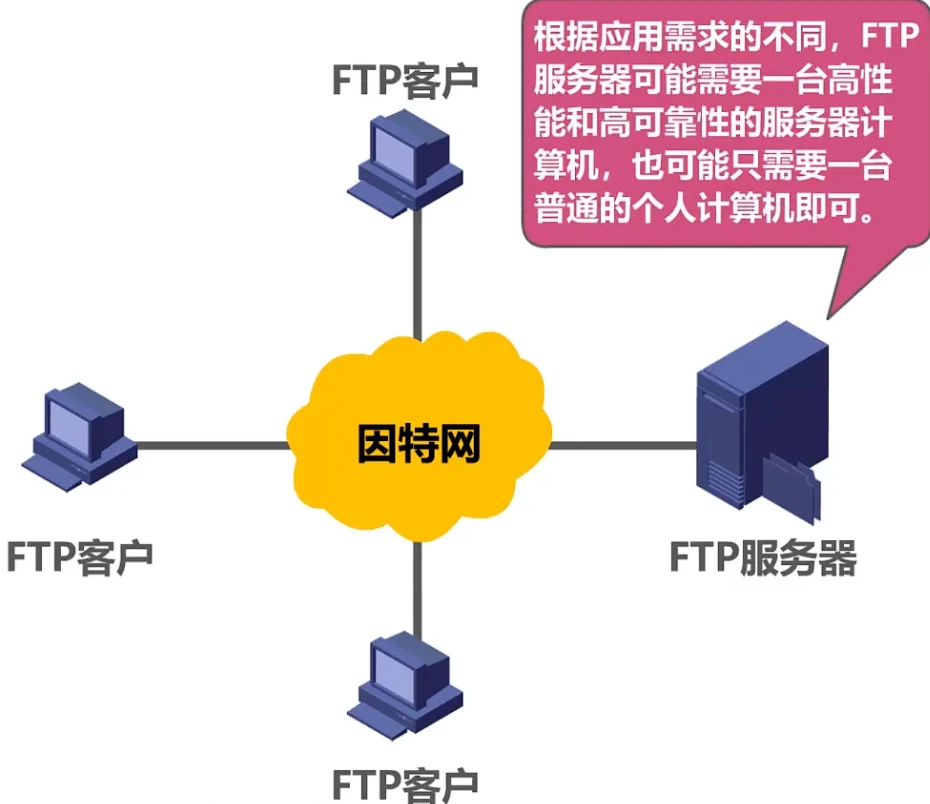 根据应用需求的不同，FTP
服务器可能需要一台高性
能和高可靠性的服务器计
算机，也可能只需要一台
普通的个人计算机即可。
FTP客户
因特网
FTP客户
FTP服务器
FTP客户